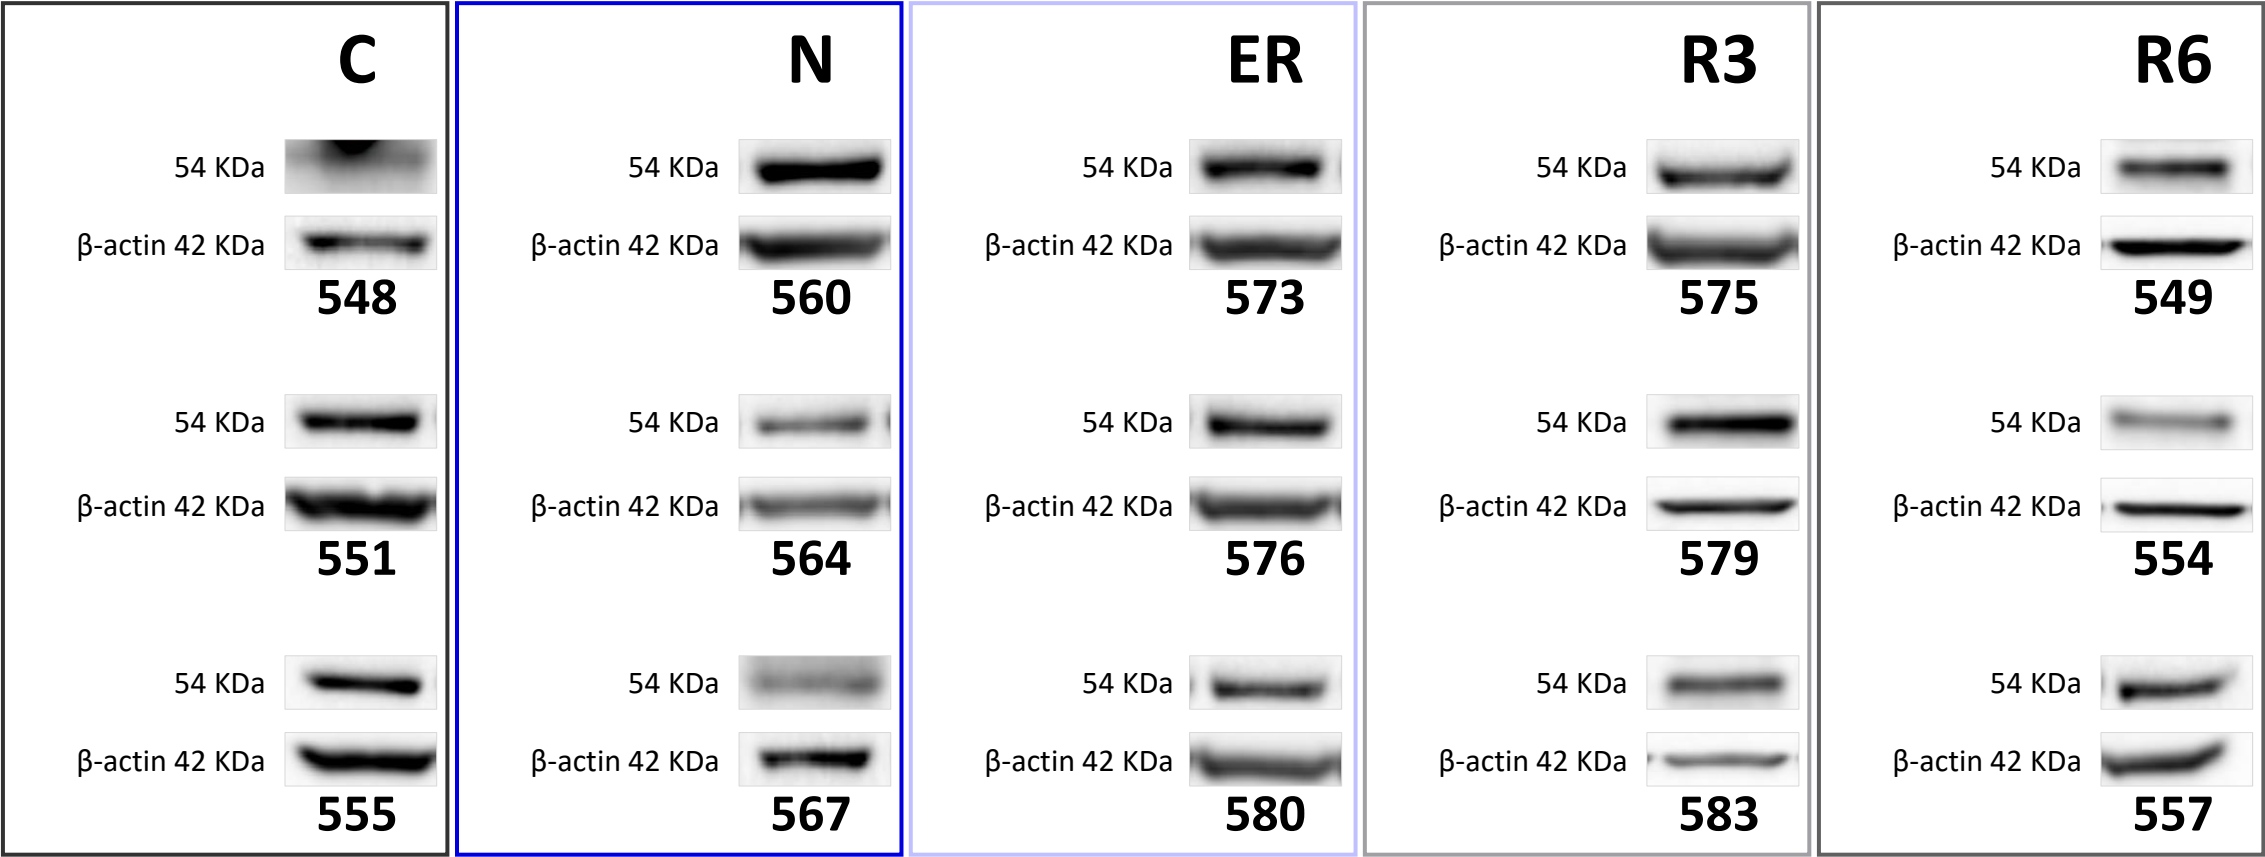 C
54 KDa
β-actin 42 KDa
548
54 KDa
β-actin 42 KDa
551
54 KDa
β-actin 42 KDa
555
N
54 KDa
β-actin 42 KDa
560
54 KDa
β-actin 42 KDa
564
54 KDa
β-actin 42 KDa
567
ER
54 KDa
β-actin 42 KDa
573
54 KDa
β-actin 42 KDa
576
54 KDa
β-actin 42 KDa
580
R3
54 KDa
β-actin 42 KDa
575
54 KDa
β-actin 42 KDa
579
54 KDa
β-actin 42 KDa
583
R6
54 KDa
β-actin 42 KDa
549
54 KDa
β-actin 42 KDa
554
54 KDa
β-actin 42 KDa
557